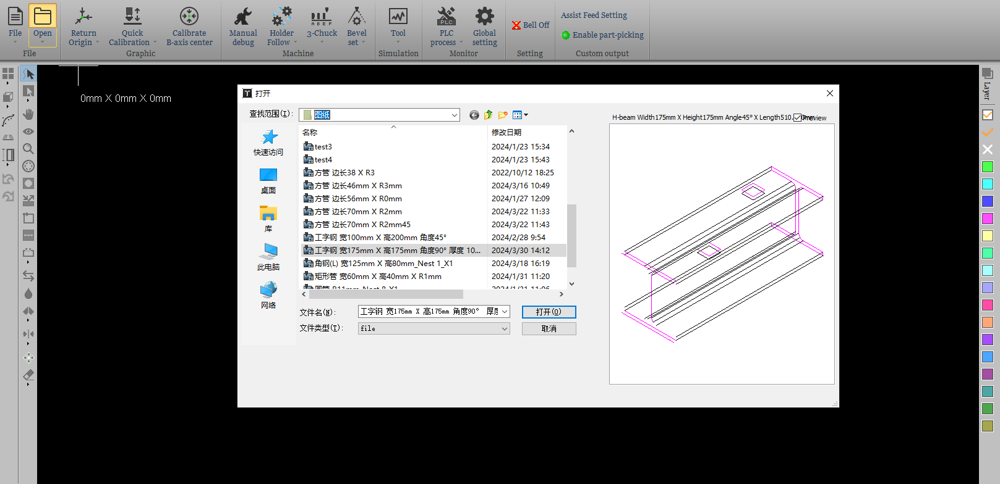 File
Open
Return Origin
Quick Calibration
Calibrate B-axis center
Manual debug
Holder Follow
A B E F
3-Chuck
Bevel set
Tool
PLC
PLC process
Global setting
Bell Off
Assist Feed Setting
Enable part-picking
File
Graphic
Machine
Simulation
Monitor
Setting
Custom output
0mm X 0mm X 0mm
Layer
打开
查找范围(I):
图纸
H-beam Width175mm X Height175mm Angle45° X Length510.
Preview
快速访问
桌面
库
此电脑
网络
名称 修改日期
test3 2024/1/23 15:34
test4 2024/1/23 15:43
方管 边长38 X R3 2022/10/12 18:25
方管 边长46mm X R3mm 2024/3/16 10:49
方管 边长56mm X R0mm 2024/1/27 12:09
方管 边长70mm X R2mm 2024/3/22 11:33
方管 边长70mm X R2mm45 2024/3/22 11:43
工字钢 宽100mm X 高200mm 角度45° 2024/2/28 9:54
工字钢 宽175mm X 高175mm 角度90° 厚度 10... 2024/3/30 14:12
角钢(L) 宽125mm X 高80mm_Nest 1_X1 2024/3/18 16:19
矩形管 宽60mm X 高40mm X R1mm 2024/1/31 11:20
圆管 R11mm_Nest 8_X1 2024/1/31 11:06
文件名(N): 工字钢 宽175mm X 高175mm 角度90° 厚度 打开(O)
文件类型(T): file 取消